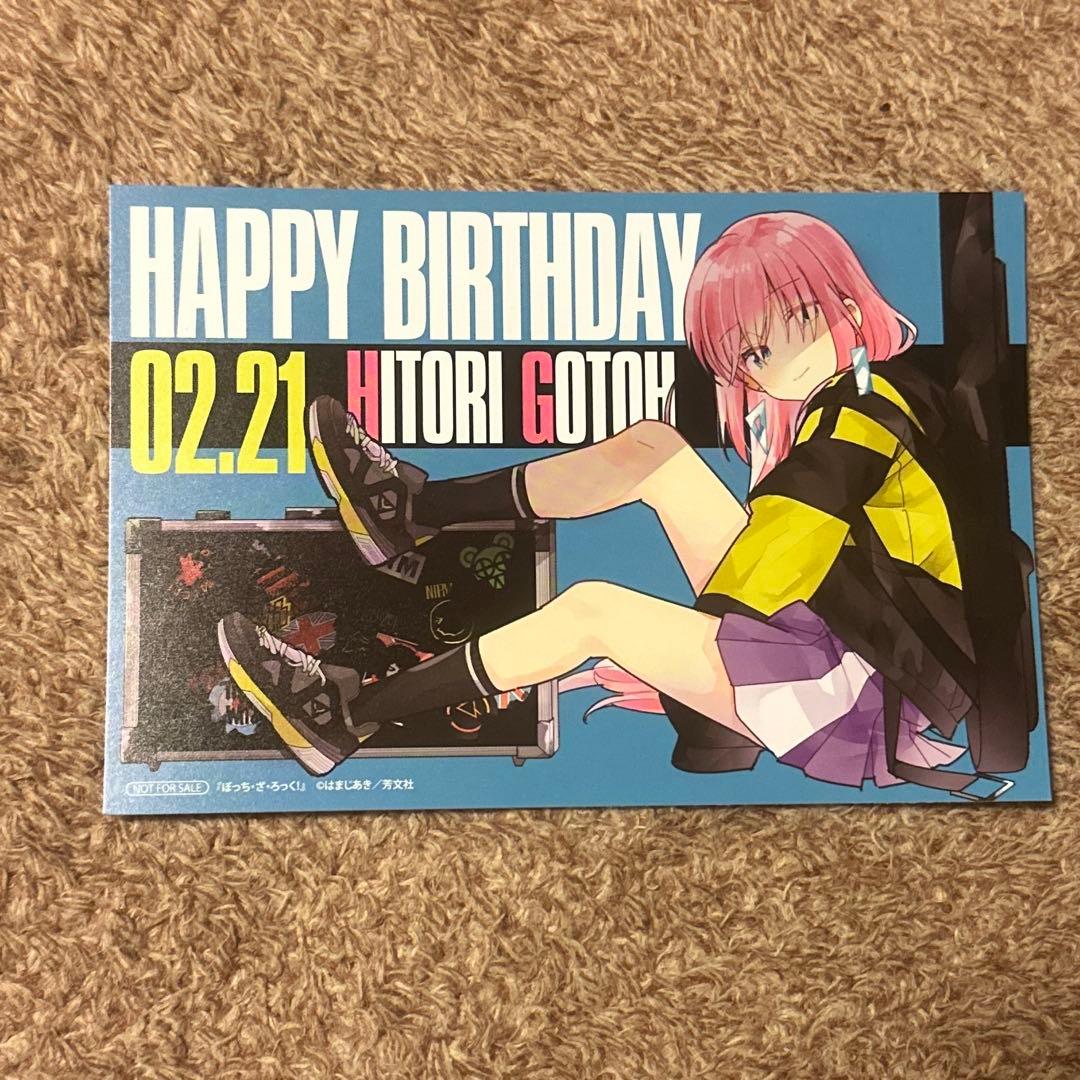 HAPPY BIRTHDAY
02.21 HITORI GOTOH
NIRV
NOT FOR SALE 『ぼっち・ざ・ろっく!』 ©はまじあき/芳文社